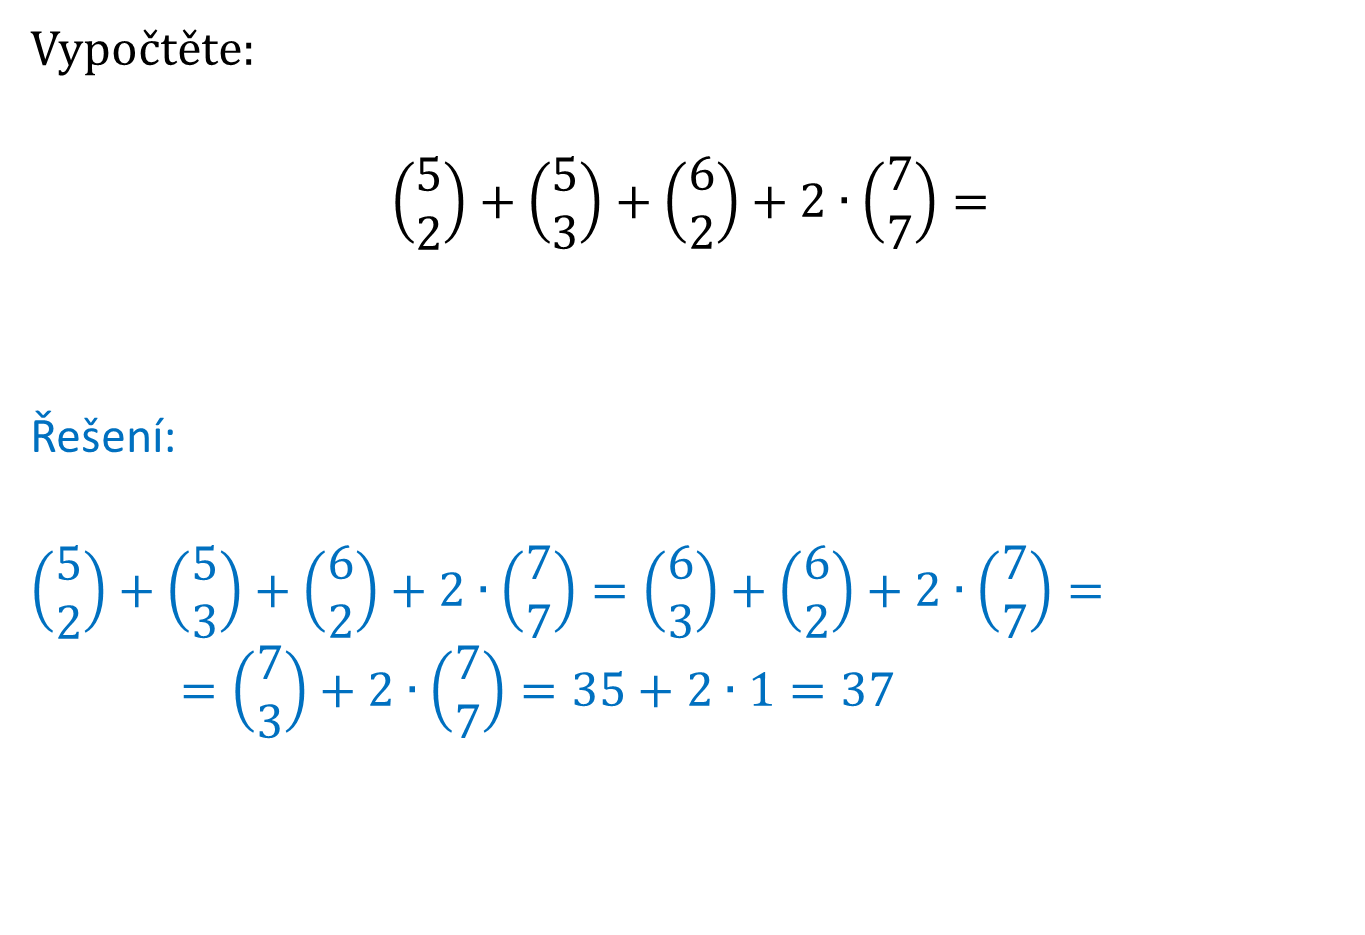 Vypočtěte:
(5 2) + (5 3) + (6 2) + 2 · (7 7) =
Řešení:
(5 2) + (5 3) + (6 2) + 2 · (7 7) = (6 3) + (6 2) + 2 · (7 7) =
= (7 3) + 2 · (7 7) = 35 + 2 · 1 = 37